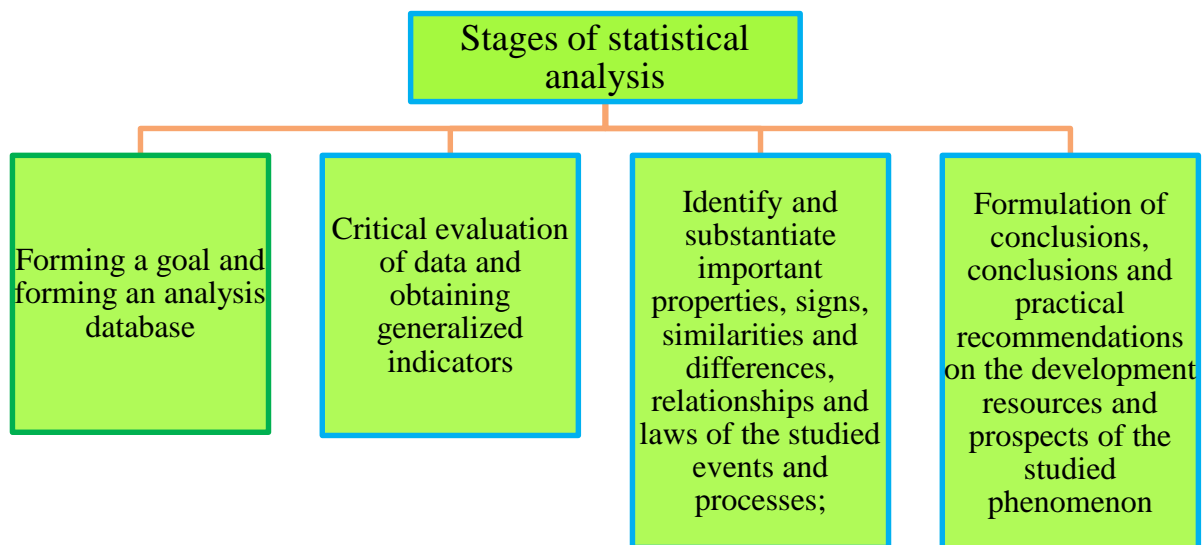 Stages of statistical
analysis
Forming a goal and
forming an analysis
database
Critical evaluation
of data and
obtaining
generalized
indicators
Identify and
substantiate
important
properties, signs,
similarities and
differences,
relationships and
laws of the studied
events and
processes;
Formulation of
conclusions,
conclusions and
practical
recommendations
on the development
resources and
prospects of the
studied
phenomenon